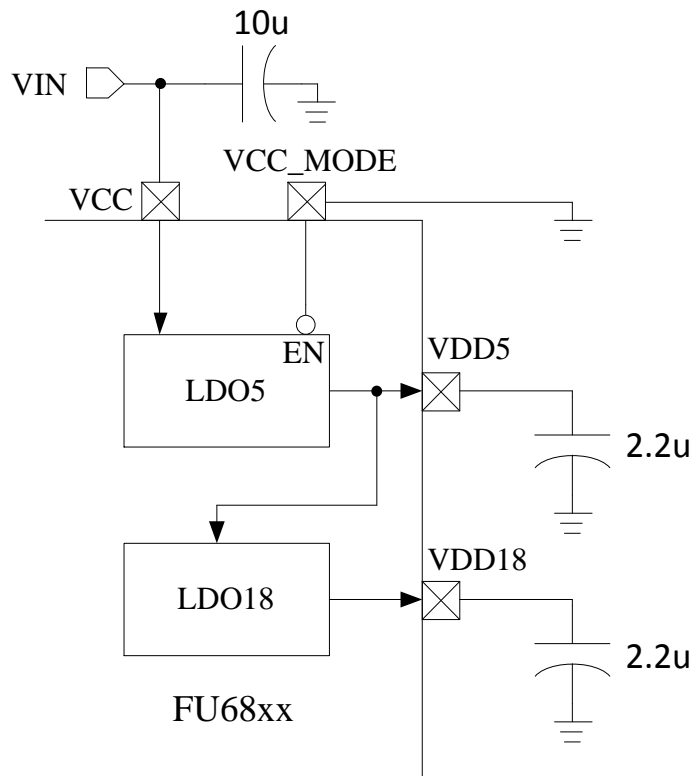 10u
VIN
VCC_MODE
VCC
VDD5
EN
LDO5
2.2u
VDD18
LDO18
2.2u
FU68xx